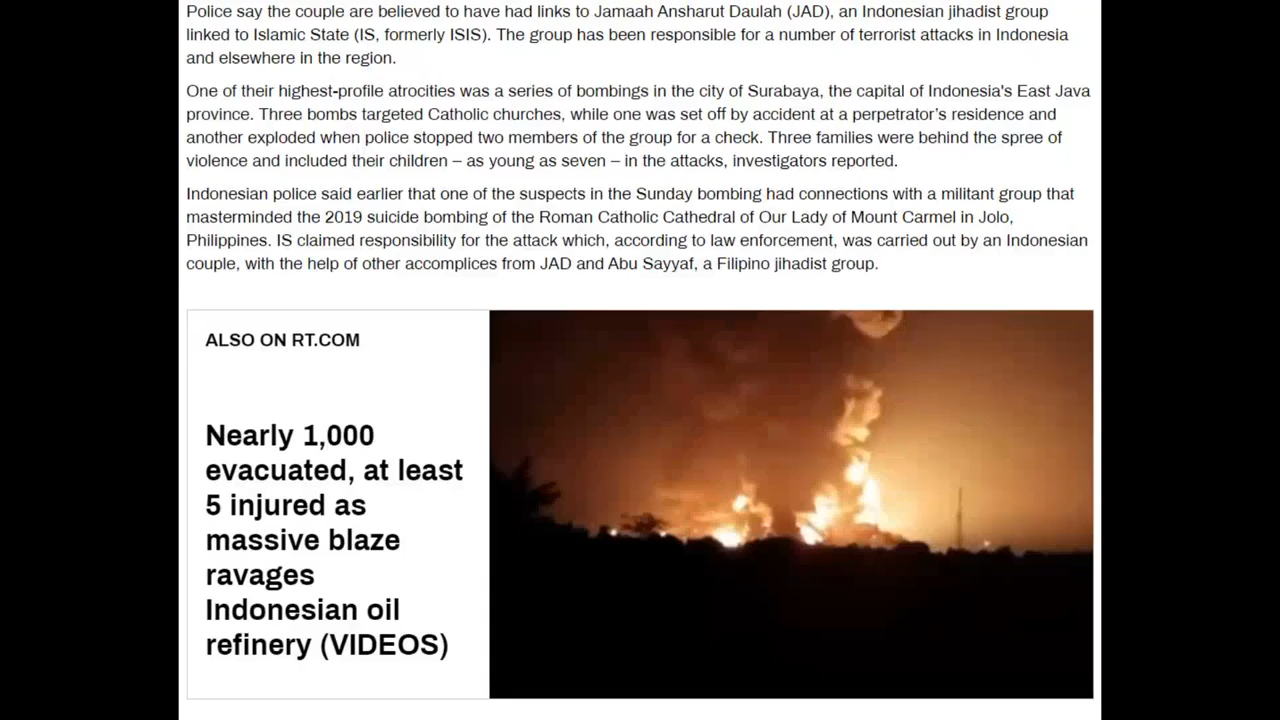 Police say the couple are believed to have had links to Jamaah Ansharut Daulah (JAD), an Indonesian jihadist group
linked to Islamic State (IS, formerly ISIS). The group has been responsible for a number of terrorist attacks in Indonesia
and elsewhere in the region.
One of their highest-profile atrocities was a series of bombings in the city of Surabaya, the capital of Indonesia's East Java
province. Three bombs targeted Catholic churches, while one was set off by accident at a perpetrator’s residence and
another exploded when police stopped two members of the group for a check. Three families were behind the spree of
violence and included their children – as young as seven – in the attacks, investigators reported.
Indonesian police said earlier that one of the suspects in the Sunday bombing had connections with a militant group that
masterminded the 2019 suicide bombing of the Roman Catholic Cathedral of Our Lady of Mount Carmel in Jolo,
Philippines. IS claimed responsibility for the attack which, according to law enforcement, was carried out by an Indonesian
couple, with the help of other accomplices from JAD and Abu Sayyaf, a Filipino jihadist group.
ALSO ON RT.COM
Nearly 1,000
evacuated, at least
5 injured as
massive blaze
ravages
Indonesian oil
refinery (VIDEOS)